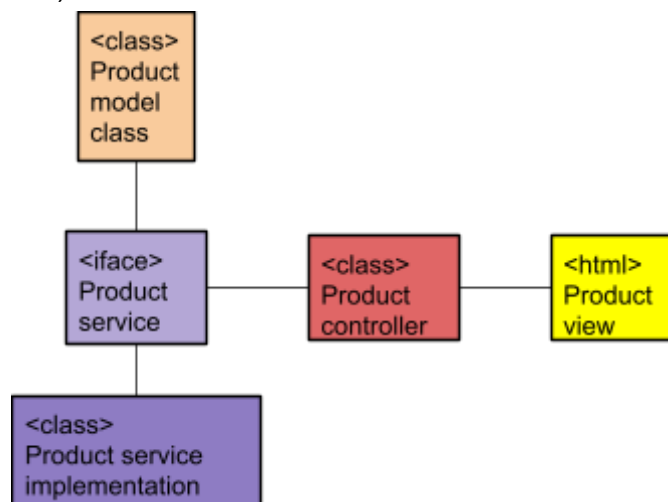 <class>
Product
model
class
<iface>
Product
service
<class>
Product
controller
<html>
Product
view
<class>
Product service
implementation